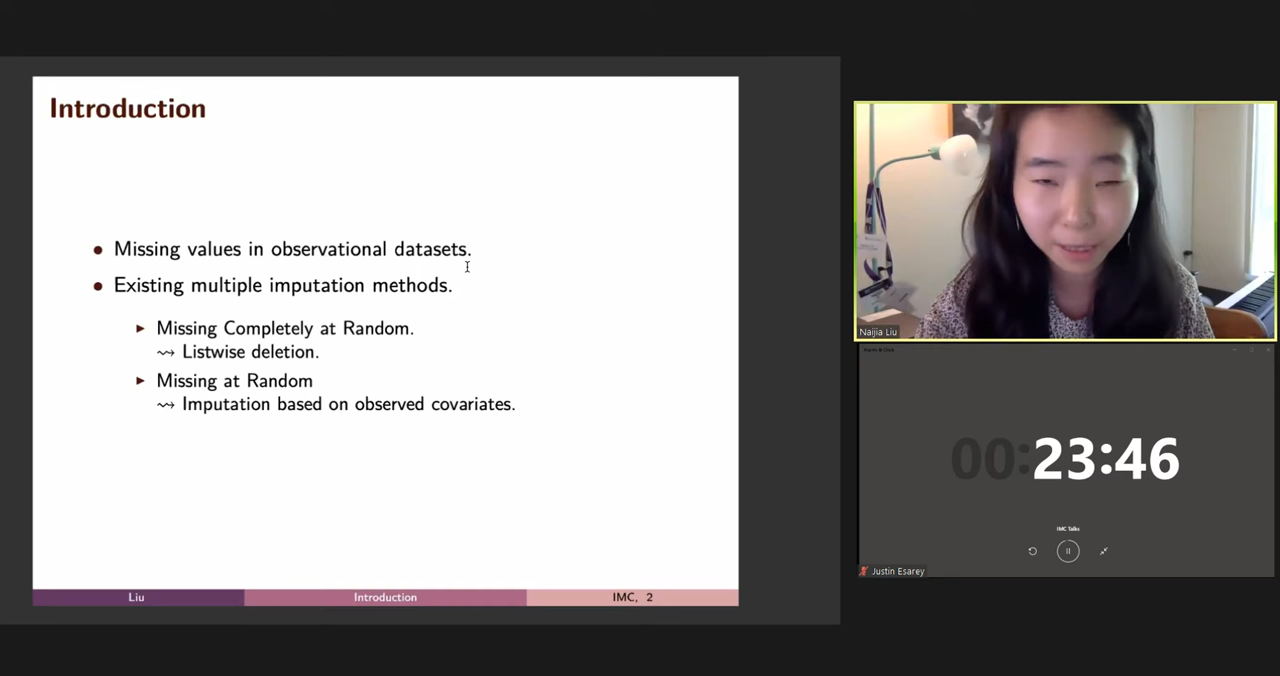 Introduction
• Missing values in observational datasets.
• Existing multiple imputation methods.
▶ Missing Completely at Random.
⇝ Listwise deletion.
▶ Missing at Random
⇝ Imputation based on observed covariates.
Liu
Introduction
IMC, 2
Naijia Liu
00:23:46
IMC Talks
Justin Esarey